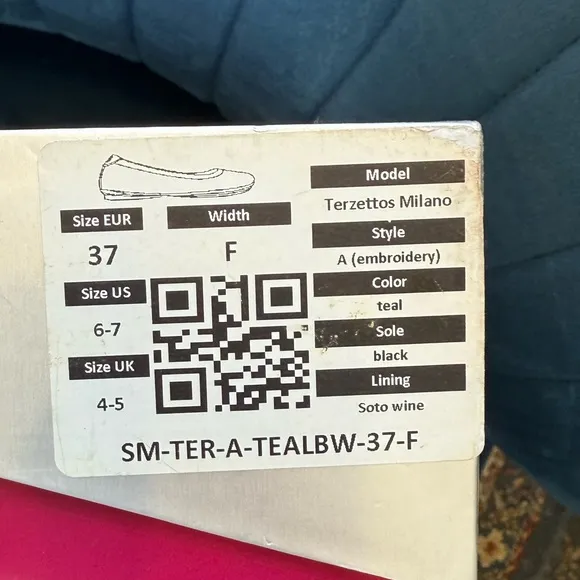 Size EUR
37
Width
F
Size US
6-7
Size UK
4-5
Model
Terzettos Milano
Style
A (embroidery)
Color
teal
Sole
black
Lining
Soto wine
SM-TER-A-TEALBW-37-F